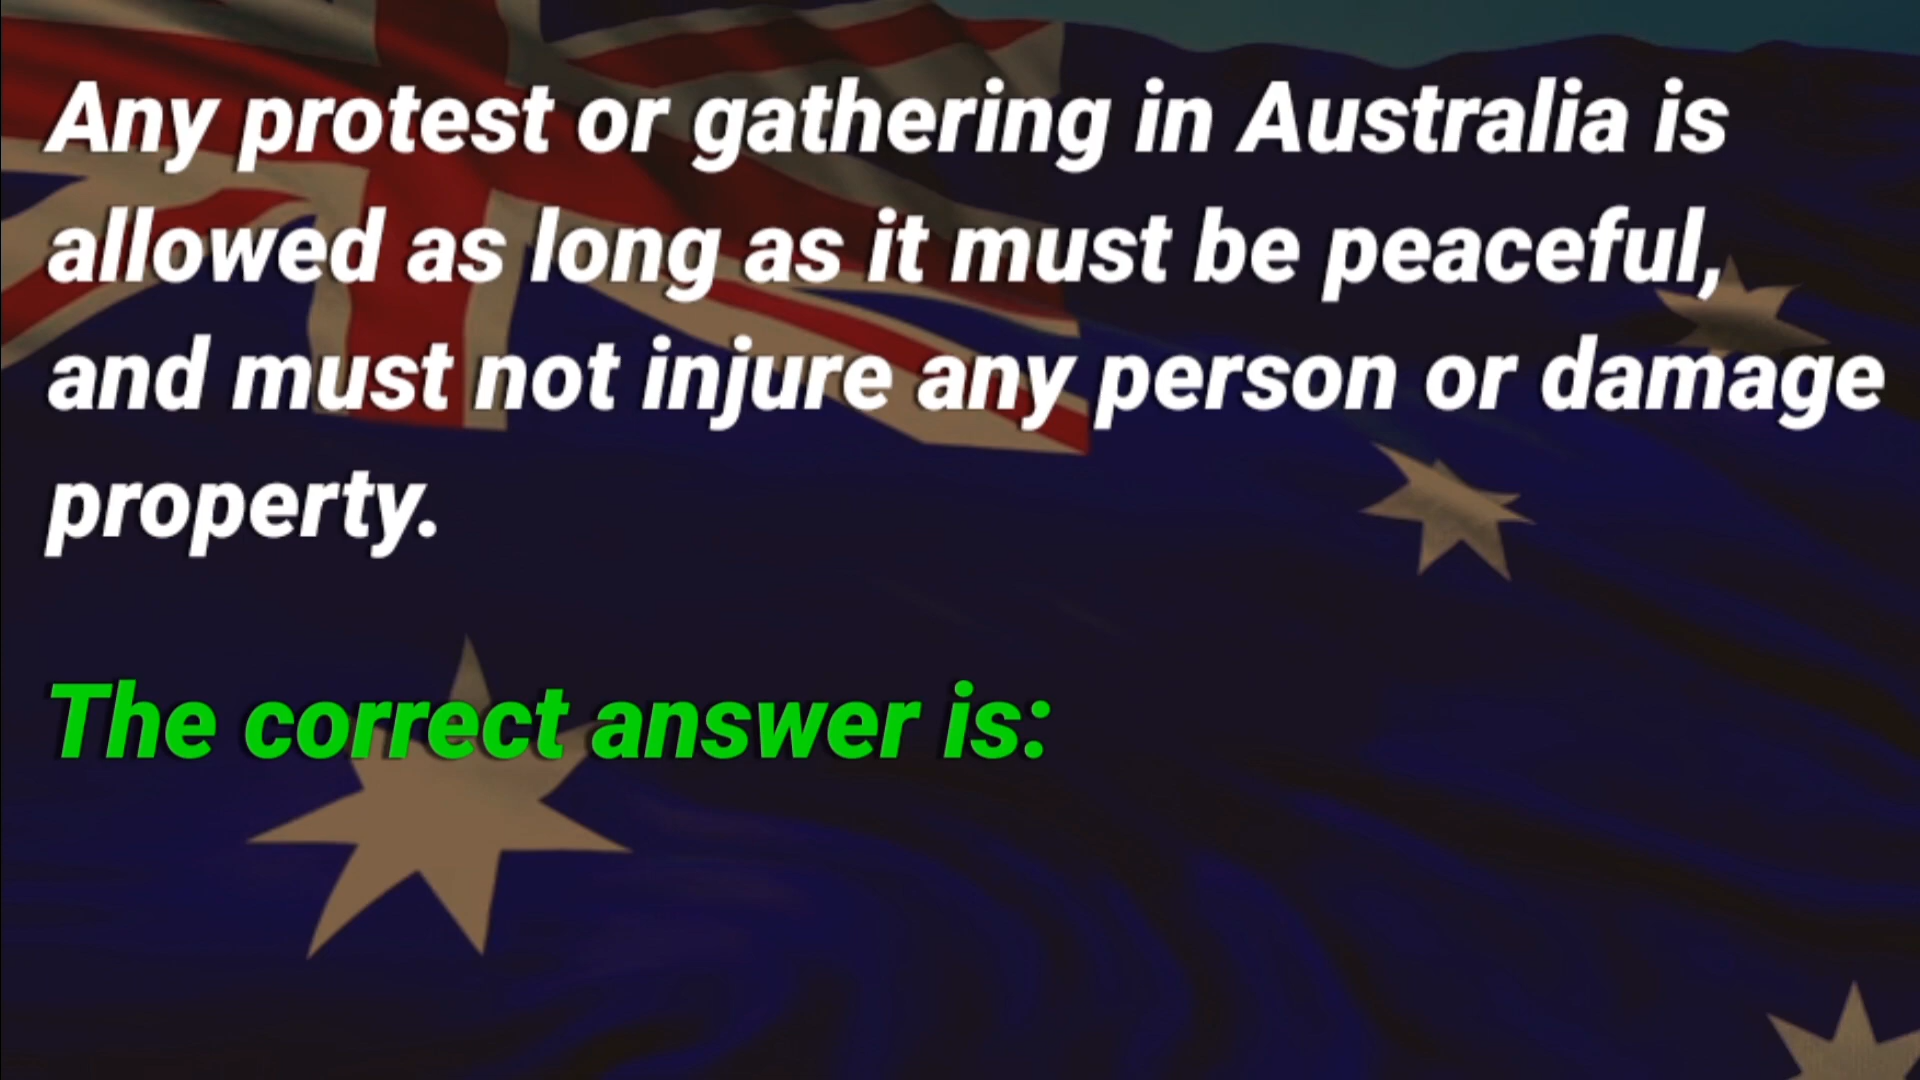 Any protest or gathering in Australia is
allowed as long as it must be peaceful,
and must not injure any person or damage
property.
The correct answer is: